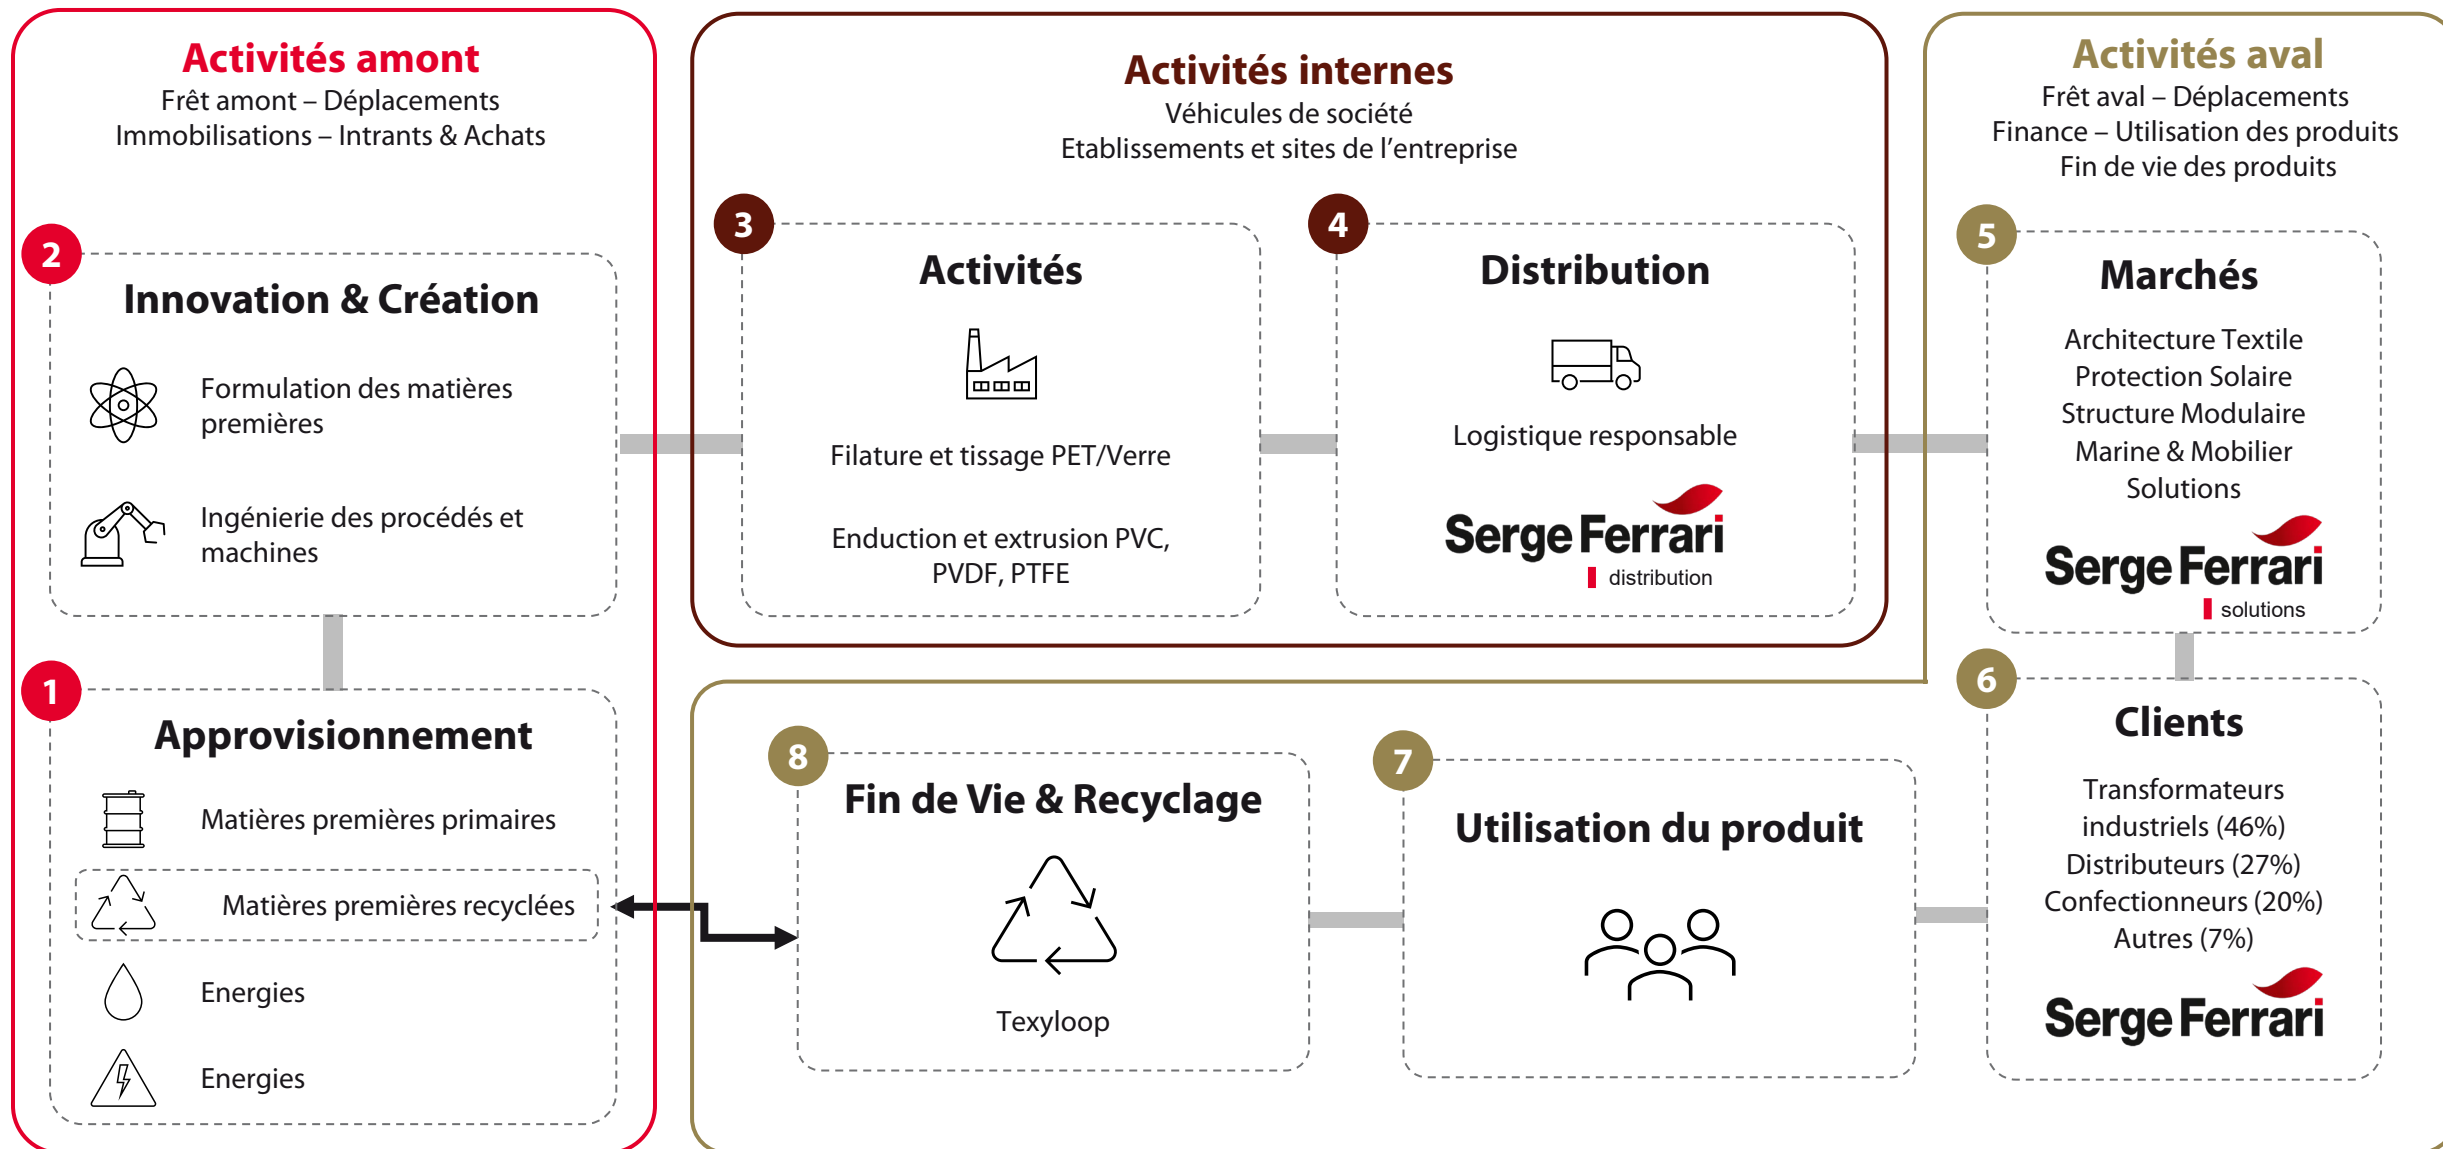 Activités amont
Frêt amont – Déplacements
Immobilisations – Intrants & Achats
2
Innovation & Création
Formulation des matières
premières
Ingénierie des procédés et
machines
1
Approvisionnement
Matières premières primaires
Matières premières recyclées
Energies
Energies
Activités internes
Véhicules de société
Etablissements et sites de l'entreprise
3
Activités
Filature et tissage PET/Verre
Enduction et extrusion PVC,
PVDF, PTFE
4
Distribution
Logistique responsable
Serge Ferrari
distribution
Activités aval
Frêt aval – Déplacements
Finance – Utilisation des produits
Fin de vie des produits
5
Marchés
Architecture Textile
Protection Solaire
Structure Modulaire
Marine & Mobilier
Solutions
Serge Ferrari
solutions
6
Clients
Transformateurs
industriels (46%)
Distributeurs (27%)
Confectionneurs (20%)
Autres (7%)
Serge Ferrari
7
Utilisation du produit
8
Fin de Vie & Recyclage
Texyloop